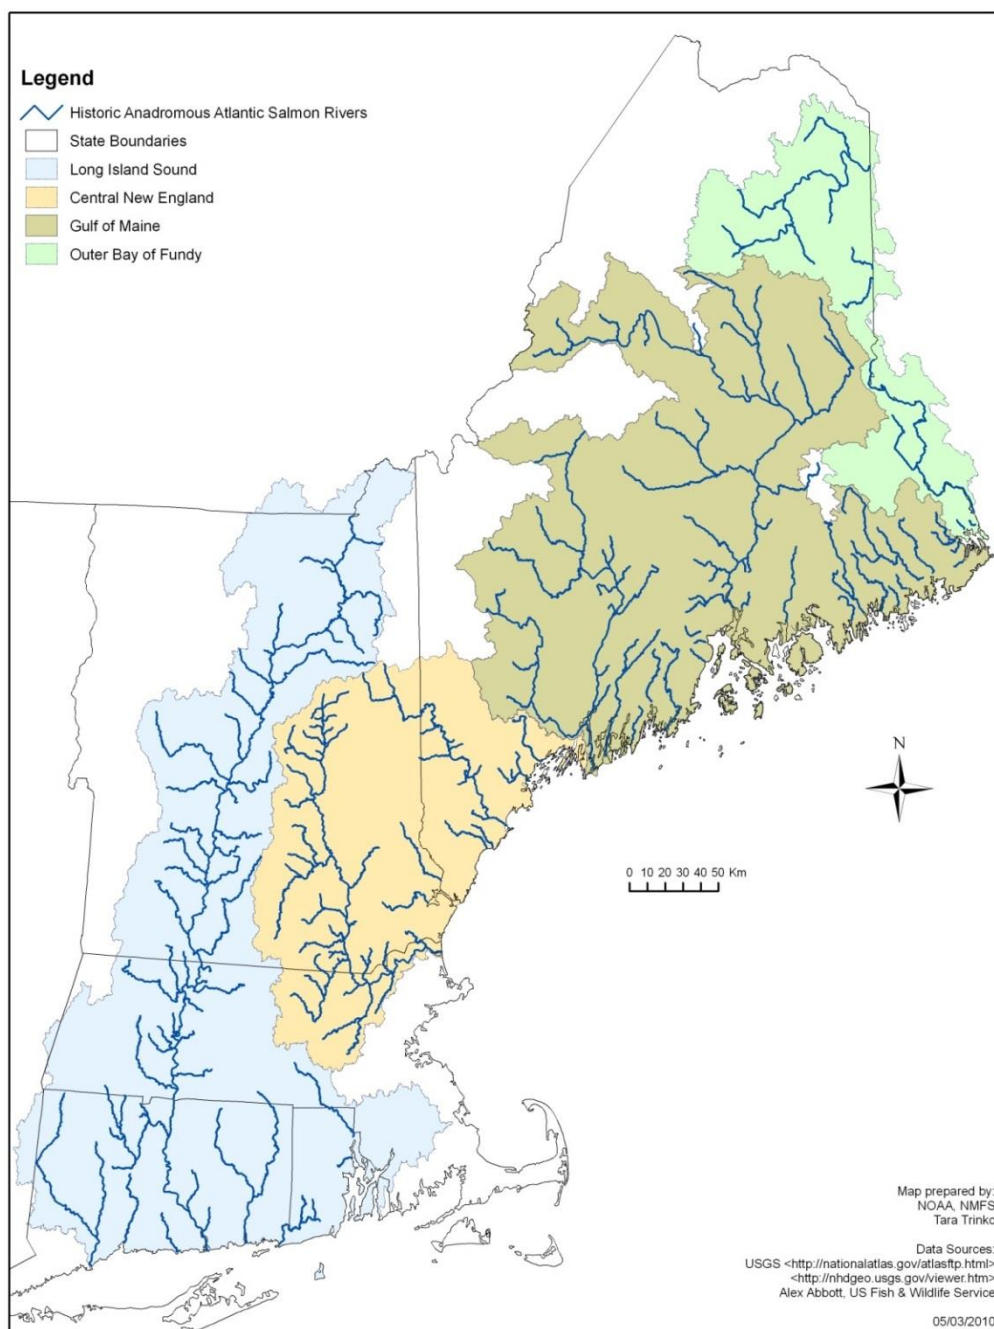 Legend
Historic Anadromous Atlantic Salmon Rivers
State Boundaries
Long Island Sound
Central New England
Gulf of Maine
Outer Bay of Fundy
N
0 10 20 30 40 50 Km
Map prepared by:
NOAA, NMFS
Tara Trinko
Data Sources:
USGS <http://nationalatlas.gov/atlasftp.html>
<http://nhdgeo.usgs.gov/viewer.htm>
Alex Abbott, US Fish & Wildlife Service
05/03/2010